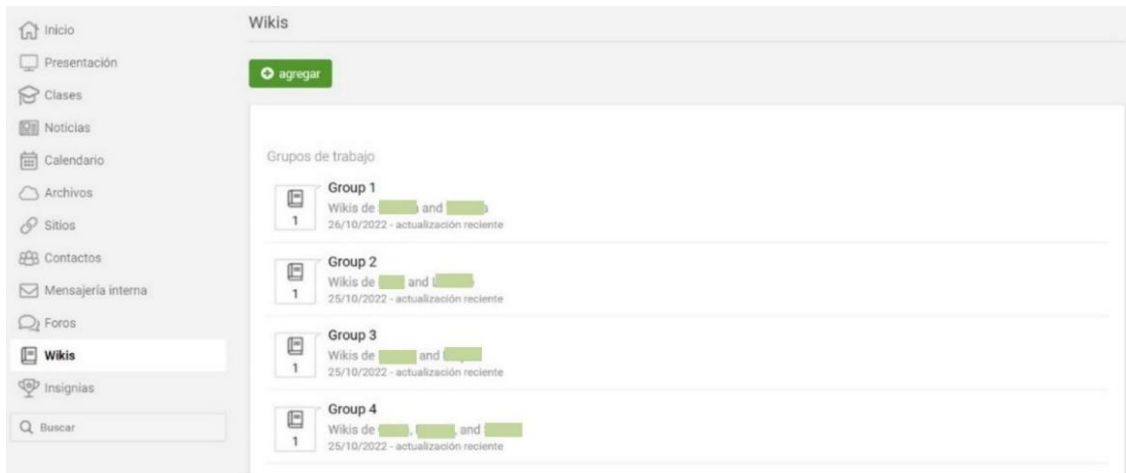 Inicio
Presentación
Clases
Noticias
Calendario
Archivos
Sitios
Contactos
Mensajería interna
Foros
Wikis
Insignias
Buscar
Wikis
agregar
Grupos de trabajo
Group 1
Wikis de and
1
26/10/2022 - actualización reciente
Group 2
Wikis de and
1
25/10/2022 - actualización reciente
Group 3
Wikis de and
1
25/10/2022 - actualización reciente
Group 4
Wikis de , , and
1
25/10/2022 - actualización reciente